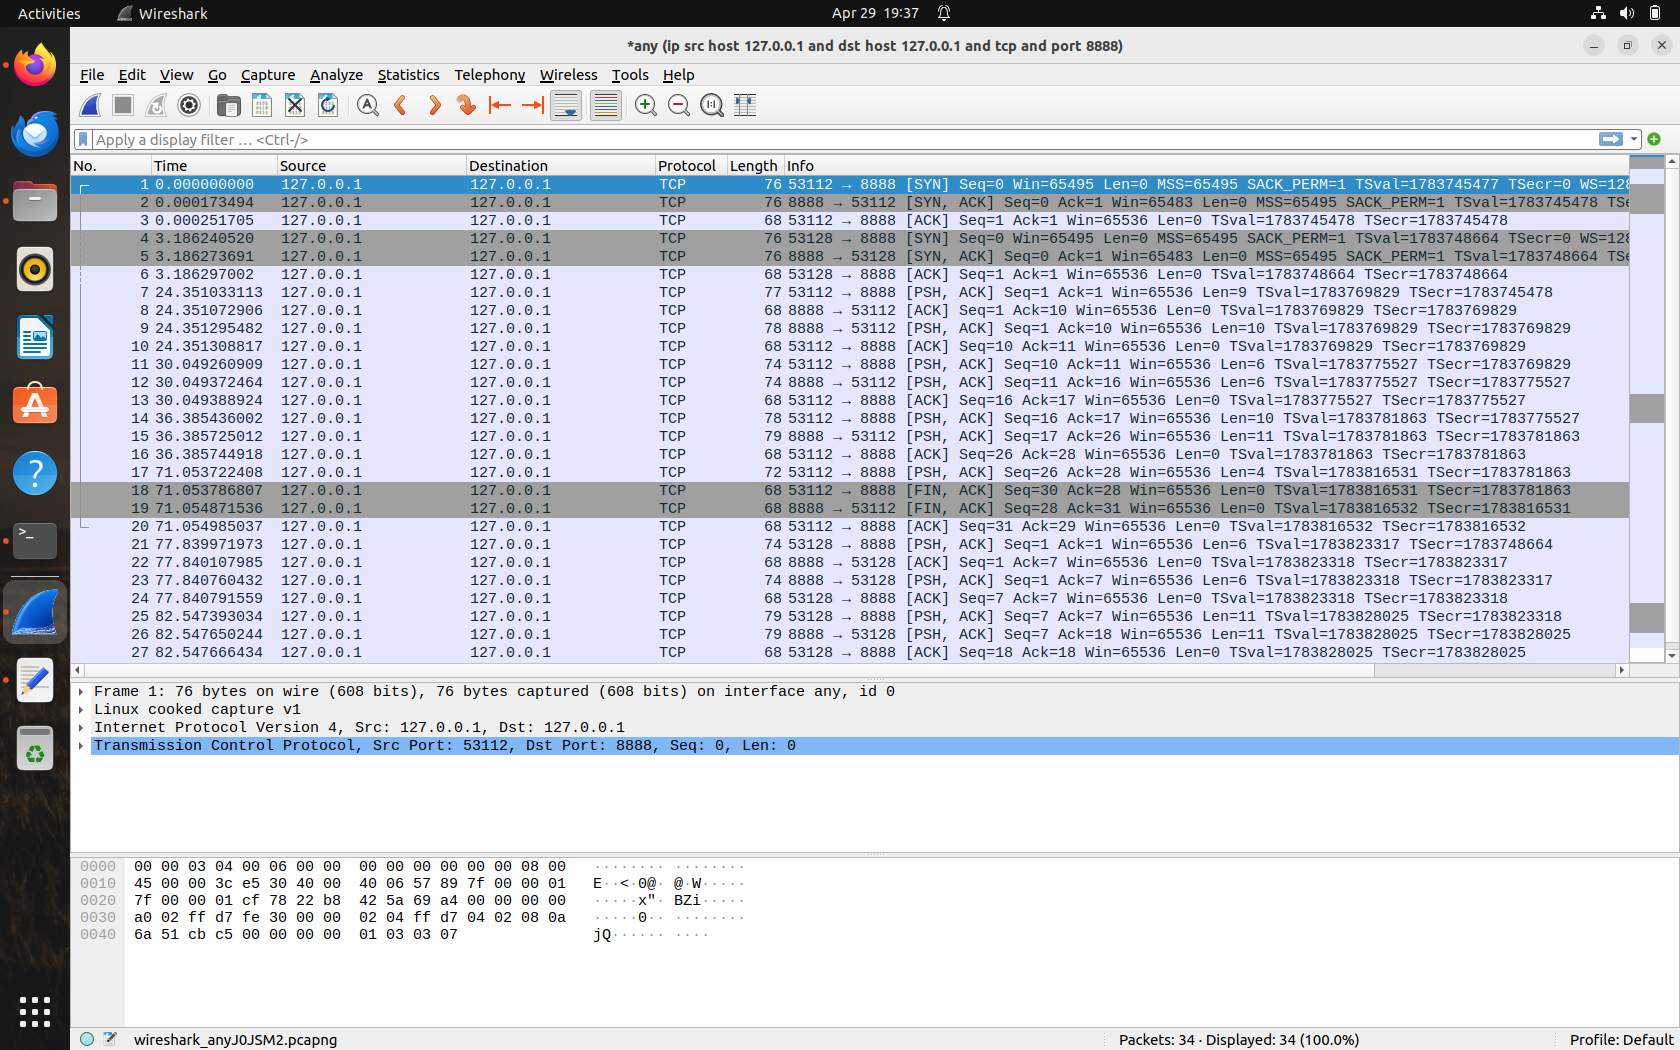 Activities Wireshark Apr 29 19:37
*any (ip src host 127.0.0.1 and dst host 127.0.0.1 and tcp and port 8888)
File Edit View Go Capture Analyze Statistics Telephony Wireless Tools Help
Apply a display filter … <Ctrl-/>
No. Time Source Destination Protocol Length Info
1 0.000000000 127.0.0.1 127.0.0.1 TCP 76 53112 → 8888 [SYN] Seq=0 Win=65495 Len=0 MSS=65495 SACK_PERM=1 TSval=1783745477 TSecr=0 WS=128
2 0.000173494 127.0.0.1 127.0.0.1 TCP 76 8888 → 53112 [SYN, ACK] Seq=0 Ack=1 Win=65483 Len=0 MSS=65495 SACK_PERM=1 TSval=1783745478 TSe
3 0.000251705 127.0.0.1 127.0.0.1 TCP 68 53112 → 8888 [ACK] Seq=1 Ack=1 Win=65536 Len=0 TSval=1783745478 TSecr=1783745478
4 3.186240520 127.0.0.1 127.0.0.1 TCP 76 53128 → 8888 [SYN] Seq=0 Win=65495 Len=0 MSS=65495 SACK_PERM=1 TSval=1783748664 TSecr=0 WS=128
5 3.186273691 127.0.0.1 127.0.0.1 TCP 76 8888 → 53128 [SYN, ACK] Seq=0 Ack=1 Win=65483 Len=0 MSS=65495 SACK_PERM=1 TSval=1783748664 TSe
6 3.186297002 127.0.0.1 127.0.0.1 TCP 68 53128 → 8888 [ACK] Seq=1 Ack=1 Win=65536 Len=0 TSval=1783748664 TSecr=1783748664
7 24.351033113 127.0.0.1 127.0.0.1 TCP 77 53112 → 8888 [PSH, ACK] Seq=1 Ack=1 Win=65536 Len=9 TSval=1783769829 TSecr=1783745478
8 24.351072906 127.0.0.1 127.0.0.1 TCP 68 8888 → 53112 [ACK] Seq=1 Ack=10 Win=65536 Len=0 TSval=1783769829 TSecr=1783769829
9 24.351295482 127.0.0.1 127.0.0.1 TCP 78 8888 → 53112 [PSH, ACK] Seq=1 Ack=10 Win=65536 Len=10 TSval=1783769829 TSecr=1783769829
10 24.351308817 127.0.0.1 127.0.0.1 TCP 68 53112 → 8888 [ACK] Seq=10 Ack=11 Win=65536 Len=0 TSval=1783769829 TSecr=1783769829
11 30.049260909 127.0.0.1 127.0.0.1 TCP 74 53112 → 8888 [PSH, ACK] Seq=10 Ack=11 Win=65536 Len=6 TSval=1783775527 TSecr=1783769829
12 30.049372464 127.0.0.1 127.0.0.1 TCP 74 8888 → 53112 [PSH, ACK] Seq=11 Ack=16 Win=65536 Len=6 TSval=1783775527 TSecr=1783775527
13 30.049388924 127.0.0.1 127.0.0.1 TCP 68 53112 → 8888 [ACK] Seq=16 Ack=17 Win=65536 Len=0 TSval=1783775527 TSecr=1783775527
14 36.385436002 127.0.0.1 127.0.0.1 TCP 78 53112 → 8888 [PSH, ACK] Seq=16 Ack=17 Win=65536 Len=10 TSval=1783781863 TSecr=1783775527
15 36.385725012 127.0.0.1 127.0.0.1 TCP 79 8888 → 53112 [PSH, ACK] Seq=17 Ack=26 Win=65536 Len=11 TSval=1783781863 TSecr=1783781863
16 36.385744918 127.0.0.1 127.0.0.1 TCP 68 53112 → 8888 [ACK] Seq=26 Ack=28 Win=65536 Len=0 TSval=1783781863 TSecr=1783781863
17 71.053722408 127.0.0.1 127.0.0.1 TCP 72 53112 → 8888 [PSH, ACK] Seq=26 Ack=28 Win=65536 Len=4 TSval=1783816531 TSecr=1783781863
18 71.053786807 127.0.0.1 127.0.0.1 TCP 68 53112 → 8888 [FIN, ACK] Seq=30 Ack=28 Win=65536 Len=0 TSval=1783816531 TSecr=1783781863
19 71.054871536 127.0.0.1 127.0.0.1 TCP 68 8888 → 53112 [FIN, ACK] Seq=28 Ack=31 Win=65536 Len=0 TSval=1783816532 TSecr=1783816531
20 71.054985037 127.0.0.1 127.0.0.1 TCP 68 53112 → 8888 [ACK] Seq=31 Ack=29 Win=65536 Len=0 TSval=1783816532 TSecr=1783816532
21 77.839971973 127.0.0.1 127.0.0.1 TCP 74 53128 → 8888 [PSH, ACK] Seq=1 Ack=1 Win=65536 Len=6 TSval=1783823317 TSecr=1783748664
22 77.840107985 127.0.0.1 127.0.0.1 TCP 68 8888 → 53128 [ACK] Seq=1 Ack=7 Win=65536 Len=0 TSval=1783823318 TSecr=1783823317
23 77.840760432 127.0.0.1 127.0.0.1 TCP 74 8888 → 53128 [PSH, ACK] Seq=1 Ack=7 Win=65536 Len=6 TSval=1783823318 TSecr=1783823317
24 77.840791559 127.0.0.1 127.0.0.1 TCP 68 53128 → 8888 [ACK] Seq=7 Ack=7 Win=65536 Len=0 TSval=1783823318 TSecr=1783823318
25 82.547393034 127.0.0.1 127.0.0.1 TCP 79 53128 → 8888 [PSH, ACK] Seq=7 Ack=7 Win=65536 Len=11 TSval=1783828025 TSecr=1783823318
26 82.547650244 127.0.0.1 127.0.0.1 TCP 79 8888 → 53128 [PSH, ACK] Seq=7 Ack=18 Win=65536 Len=11 TSval=1783828025 TSecr=1783828025
27 82.547666434 127.0.0.1 127.0.0.1 TCP 68 53128 → 8888 [ACK] Seq=18 Ack=18 Win=65536 Len=0 TSval=1783828025 TSecr=1783828025
Frame 1: 76 bytes on wire (608 bits), 76 bytes captured (608 bits) on interface any, id 0
Linux cooked capture v1
Internet Protocol Version 4, Src: 127.0.0.1, Dst: 127.0.0.1
Transmission Control Protocol, Src Port: 53112, Dst Port: 8888, Seq: 0, Len: 0
0000 00 00 03 04 00 06 00 00 00 00 00 00 00 00 08 00 ········ ········
0010 45 00 00 3c e5 30 40 00 40 06 57 89 7f 00 00 01 E··<·0@· @·W·····
0020 7f 00 00 01 cf 78 22 b8 42 5a 69 a4 00 00 00 00 ·····x"· BZi·····
0030 a0 02 ff d7 fe 30 00 00 02 04 ff d7 04 02 08 0a ·····0·· ········
0040 6a 51 cb c5 00 00 00 00 01 03 03 07 jQ······ ····
wireshark_anyJ0JSM2.pcapng Packets: 34 · Displayed: 34 (100.0%) Profile: Default